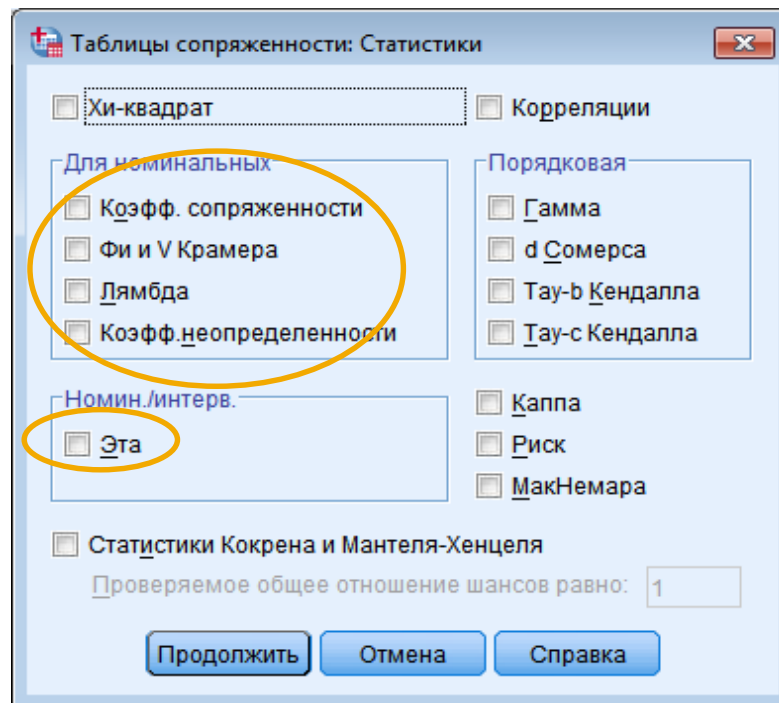 Таблицы сопряженности: Статистики
Хи-квадрат
Корреляции
Для номинальных
Коэфф. сопряженности
Фи и V Крамера
Лямбда
Коэфф.неопределенности
Порядковая
Гамма
d Сомерса
Тау-b Кендалла
Тау-c Кендалла
Номин./интерв.
Эта
Каппа
Риск
МакНемара
Статистики Кокрена и Мантеля-Хенцеля
Проверяемое общее отношение шансов равно: 1
Продолжить Отмена Справка